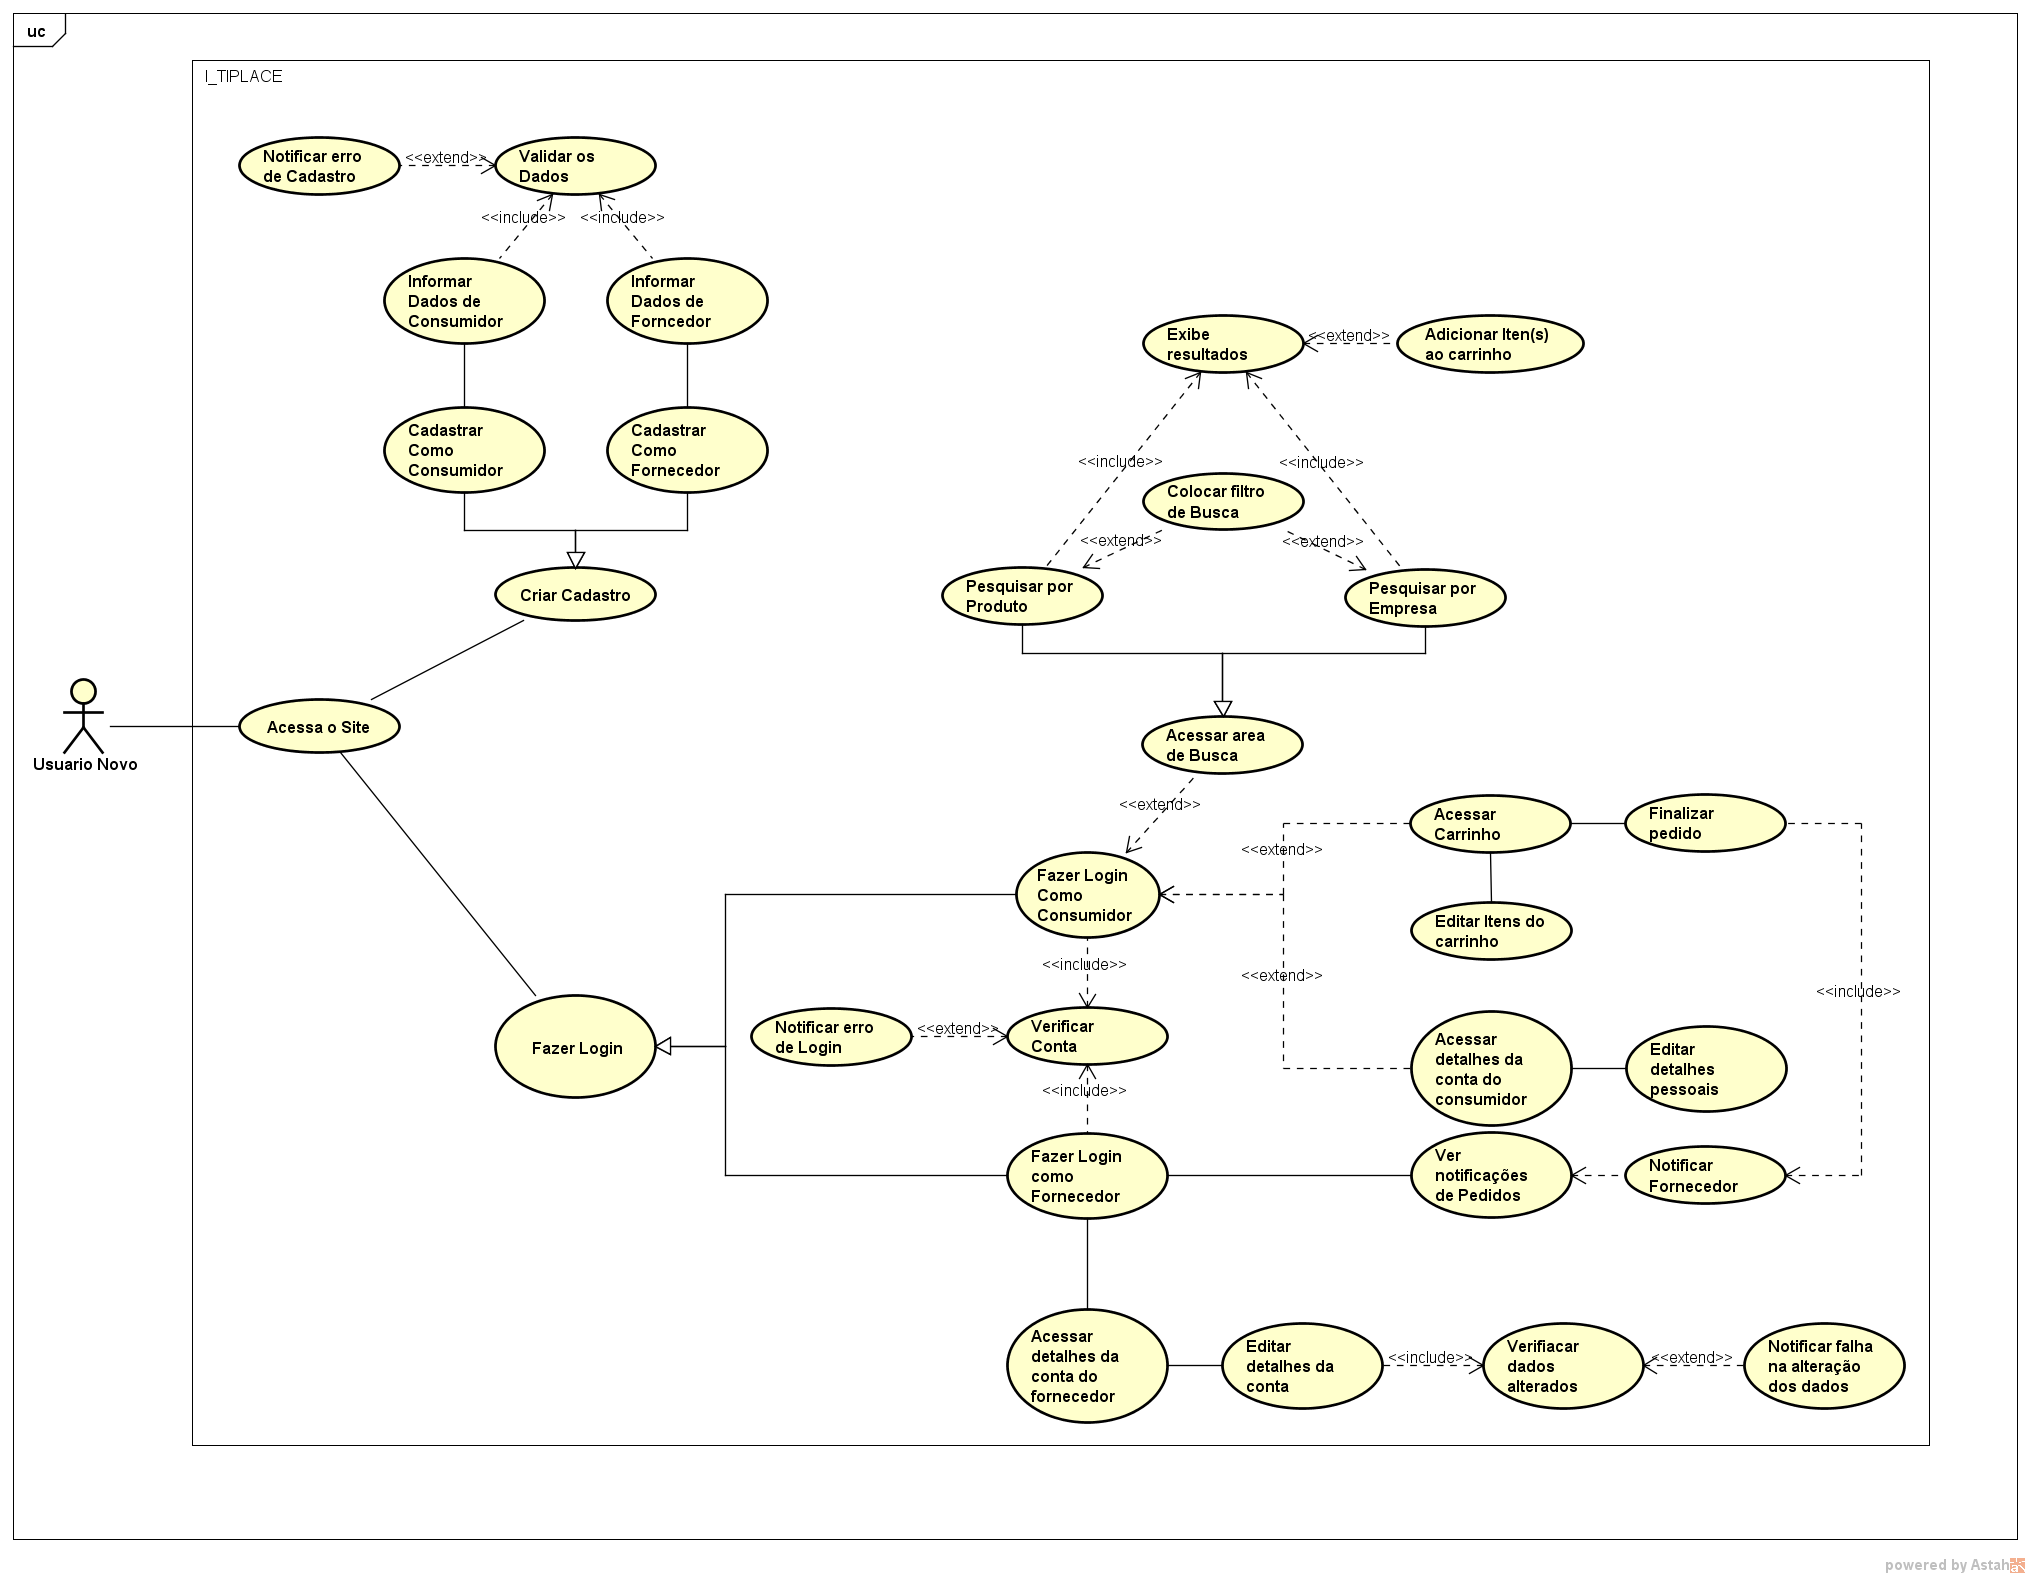 uc
I_TIPLACE
Notificar erro
de Cadastro
<<extend>>
Validar os
Dados
<<include>>
<<include>>
Informar
Dados de
Consumidor
Informar
Dados de
Forncedor
Cadastrar
Como
Consumidor
Cadastrar
Como
Fornecedor
Criar Cadastro
Acessa o Site
Usuario Novo
Fazer Login
Exibe
resultados
<<extend>>
Adicionar Iten(s)
ao carrinho
<<include>>
<<include>>
Colocar filtro
de Busca
<<extend>>
<<extend>>
Pesquisar por
Produto
Pesquisar por
Empresa
Acessar area
de Busca
<<extend>>
Fazer Login
Como
Consumidor
<<extend>>
<<extend>>
Acessar
Carrinho
Finalizar
pedido
Editar Itens do
carrinho
<<include>>
<<include>>
Notificar erro
de Login
<<extend>>
Verificar
Conta
<<include>>
Acessar
detalhes da
conta do
consumidor
Editar
detalhes
pessoais
Fazer Login
como
Fornecedor
Ver
notificações
de Pedidos
Notificar
Fornecedor
Acessar
detalhes da
conta do
fornecedor
Editar
detalhes da
conta
<<include>>
Verifiacar
dados
alterados
<<extend>>
Notificar falha
na alteração
dos dados
powered by Astah